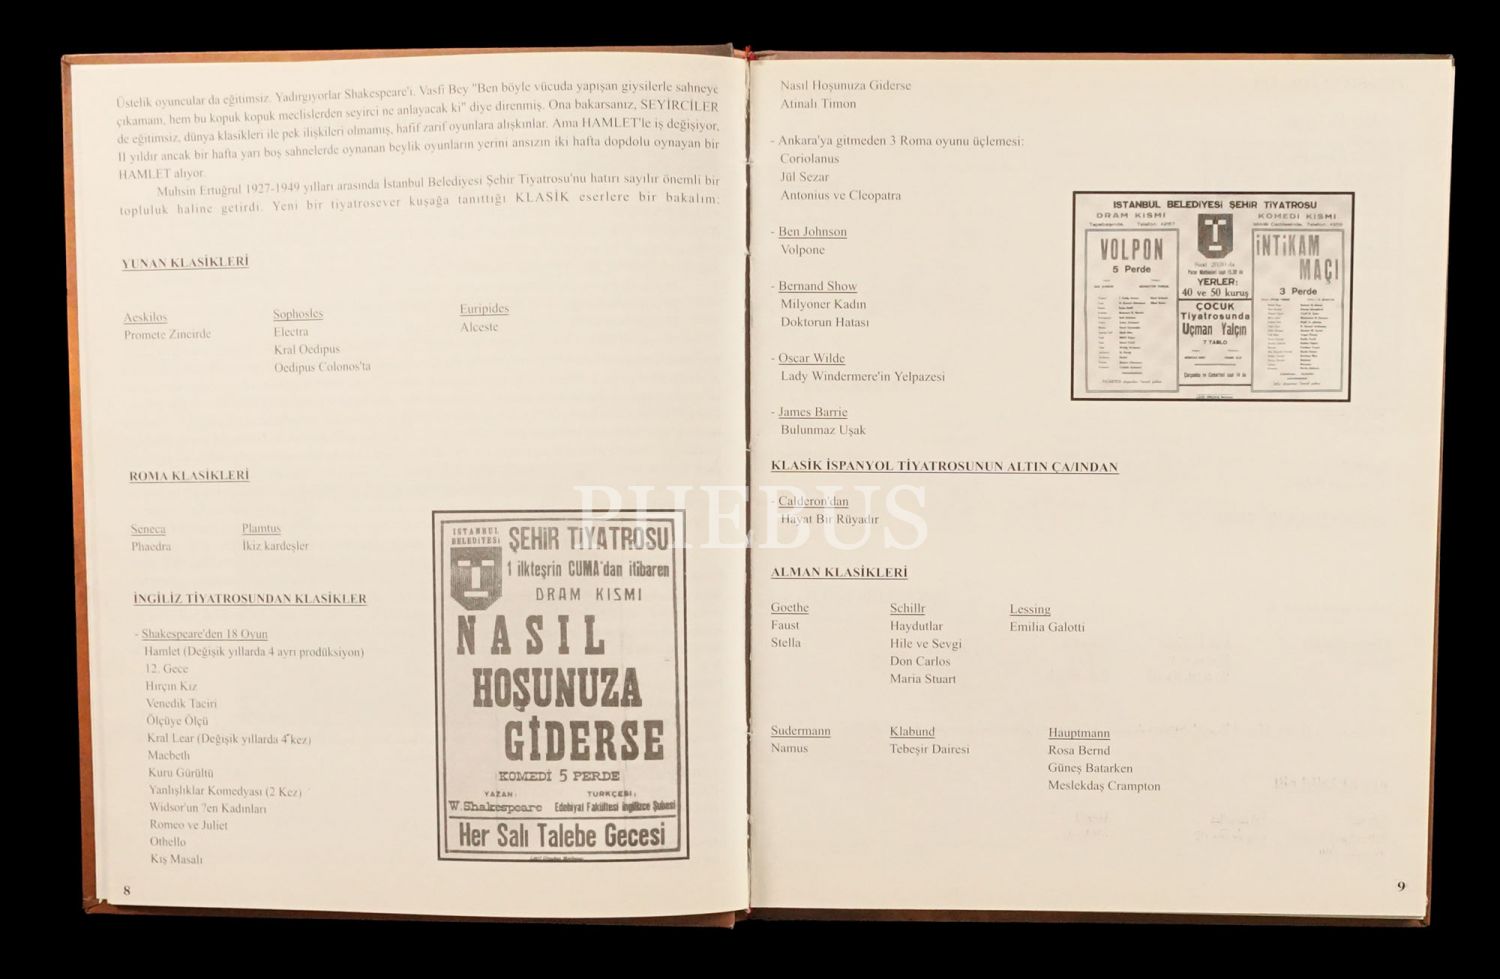 Üstelik oyuncular da eğitimsiz. Yadırgıyorlar Shakespeare'i. Vasfi Bey "Ben böyle vücuda yapışan giysilerle sahneye
çıkamam, hem bu kopuk kopuk meclislerden seyirci ne anlayacak ki" diye direnmiş. Ona bakarsanız, SEYİRCİLER
de eğitimsiz, dünya klasikleri ile pek ilişkileri olmamış, hafif zarif oyunlara alışkınlar. Ama HAMLET'le iş değişiyor,
11 yıldır ancak bir hafta yarı boş sahnelerde oynanan beylik oyunların yerini ansızın iki hafta dopdolu oynayan bir
HAMLET alıyor.
Muhsin Ertuğrul 1927-1949 yılları arasında İstanbul Belediyesi Şehir Tiyatrosu'nu hatırı sayılır önemli bir
topluluk haline getirdi. Yeni bir tiyatrosever kuşağa tanıttığı KLASİK eserlere bir bakalım;
YUNAN KLASİKLERİ
Aeskilos
Promete Zincirde
Sophosles
Electra
Kral Oedipus
Oedipus Colonos'ta
Euripides
Alceste
ROMA KLASİKLERİ
Seneca
Phaedra
Plamtus
İkiz kardeşler
İNGİLİZ TİYATROSUNDAN KLASİKLER
- Shakespeare'den 18 Oyun
Hamlet (Değişik yıllarda 4 ayrı prodüksiyon)
12. Gece
Hırçın Kız
Venedik Taciri
Ölçüye Ölçü
Kral Lear (Değişik yıllarda 4 kez)
Macbeth
Kuru Gürültü
Yanlışlıklar Komedyası (2 Kez)
Widsor'un ?en Kadınları
Romeo ve Juliet
Othello
Kış Masalı
İSTANBUL
BELEDİYESİ
ŞEHİR TİYATROSU
1 ilkteşrin CUMA'dan itibaren
DRAM KISMI
NASIL
HOŞUNUZA
GİDERSE
KOMEDİ 5 PERDE
YAZAN:
TÜRKÇESİ:
W. Shakespeare
Edebiyat Fakültesi ingilizce Şubesi
Her Salı Talebe Gecesi
8
Nasıl Hoşunuza Giderse
Atinalı Timon
- Ankara'ya gitmeden 3 Roma oyunu üçlemesi:
Coriolanus
Jül Sezar
Antonius ve Cleopatra
- Ben Johnson
Volpone
- Bernand Show
Milyoner Kadın
Doktorun Hatası
- Oscar Wilde
Lady Windermere'in Yelpazesi
- James Barrie
Bulunmaz Uşak
İSTANBUL BELEDİYESİ ŞEHİR TİYATROSU
DRAM KISMI
KOMEDİ KISMI
VOLPON
5 Perde
YERLER:
40 ve 50 kuruş
ÇOCUK
Tiyatrosunda
Uçman Yalçın
7 TABLO
İNTİKAM
MAÇI
3 Perde
KLASİK İSPANYOL TİYATROSUNUN ALTIN ÇA/INDAN
- Calderon'dan
Hayat Bir Rüyadır
ALMAN KLASİKLERİ
Goethe
Faust
Stella
Schillr
Haydutlar
Hile ve Sevgi
Don Carlos
Maria Stuart
Lessing
Emilia Galotti
Sudermann
Namus
Klabund
Tebeşir Dairesi
Hauptmann
Rosa Bernd
Güneş Batarken
Meslekdaş Crampton
9
PHEBUS